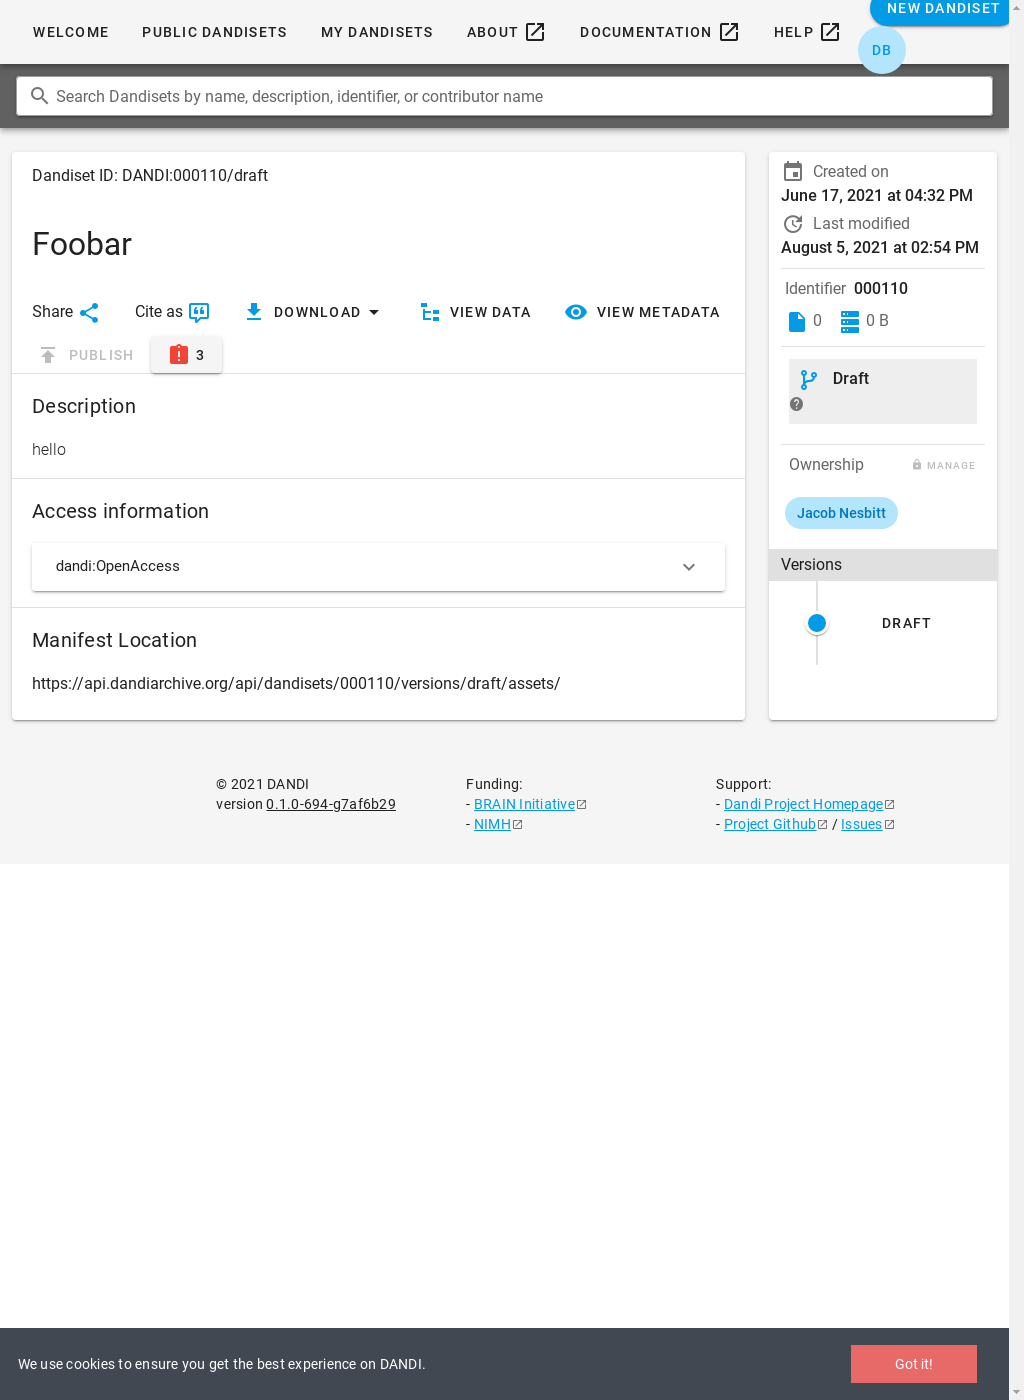 NEW DANDISET
WELCOME PUBLIC DANDISETS MY DANDISETS ABOUT DOCUMENTATION HELP
DB
Search Dandisets by name, description, identifier, or contributor name
Dandiset ID: DANDI:000110/draft
Foobar
Share Cite as DOWNLOAD VIEW DATA VIEW METADATA
PUBLISH 3
Description
hello
Access information
dandi:OpenAccess
Manifest Location
https://api.dandiarchive.org/api/dandisets/000110/versions/draft/assets/
Created on
June 17, 2021 at 04:32 PM
Last modified
August 5, 2021 at 02:54 PM
Identifier 000110
0 0 B
Draft
Ownership MANAGE
Jacob Nesbitt
Versions
DRAFT
© 2021 DANDI
version 0.1.0-694-g7af6b29
Funding:
- BRAIN Initiative
- NIMH
Support:
- Dandi Project Homepage
- Project Github / Issues
We use cookies to ensure you get the best experience on DANDI.
Got it!